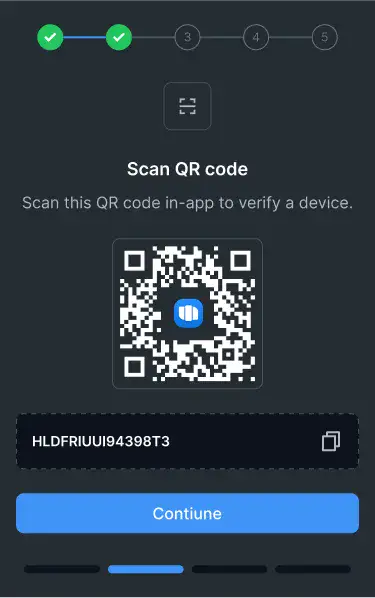 3 4 5
Scan QR code
Scan this QR code in-app to verify a device.
HLDFRIUUI94398T3
Contiune